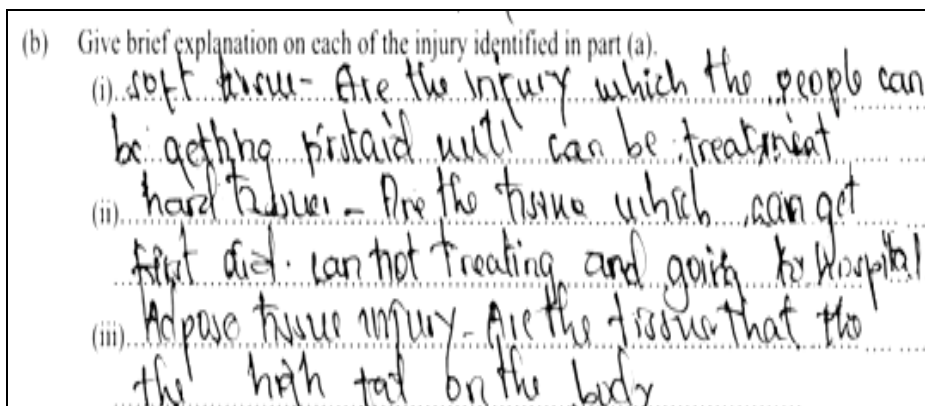 (b) Give brief explanation on each of the injury identified in part (a).
(i) soft tissue - Are the injury which the people can
be getting firstaid will can be treatment
(ii) hard tissues - Are the tissue which can get
first aid. can not treating and going to Hospital
(iii) Adpose tissue injury - Are the tissue that the
the high fat on the body